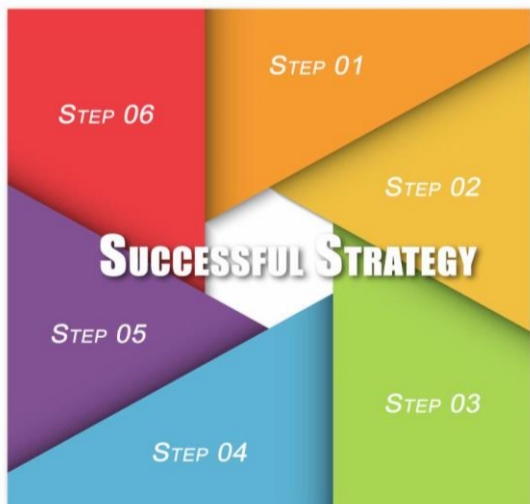 STEP 01
STEP 06
STEP 02
SUCCESSFUL STRATEGY
STEP 05
STEP 03
STEP 04